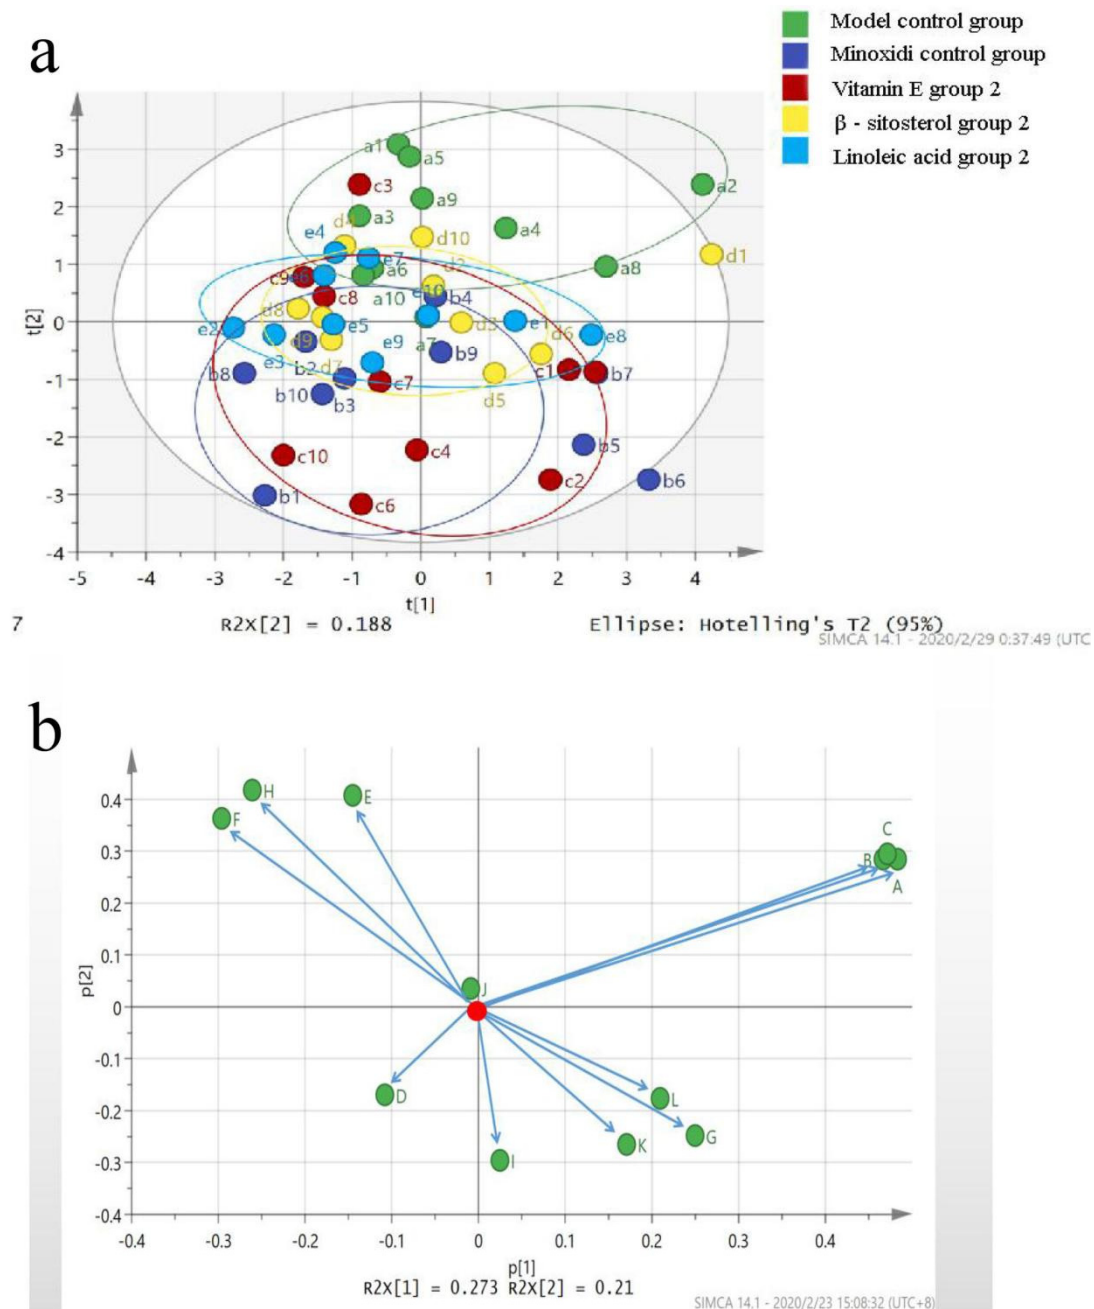 a
Model control group
Minoxidi control group
Vitamin E group 2
β - sitosterol group 2
Linoleic acid group 2
t[2]
3
2
1
0
-1
-2
-3
-4
a1
a5
c3
a9
a2
a3
a4
e4
d4
d10
d1
e7
a8
c9
e6
a6
d2
a10
e10
b4
c8
d8
e2
e5
a7
d3
e1
d6
e8
e3
d9
b2
d7
e9
b9
b8
c7
d5
c1
b7
b10
b3
c10
c4
b5
b1
c6
c2
b6
-5 -4 -3 -2 -1 0 1 2 3 4
t[1]
7 R2X[2] = 0.188 Ellipse: Hotelling's T2 (95%)
SIMCA 14.1 - 2020/2/29 0:37:49 (UTC
b
p[2]
0.4
0.3
0.2
0.1
0
-0.1
-0.2
-0.3
-0.4
H
E
F
C
B
A
J
D
L
G
K
I
-0.4 -0.3 -0.2 -0.1 0 0.1 0.2 0.3 0.4
p[1]
R2X[1] = 0.273 R2X[2] = 0.21
SIMCA 14.1 - 2020/2/23 15:08:32 (UTC+8)